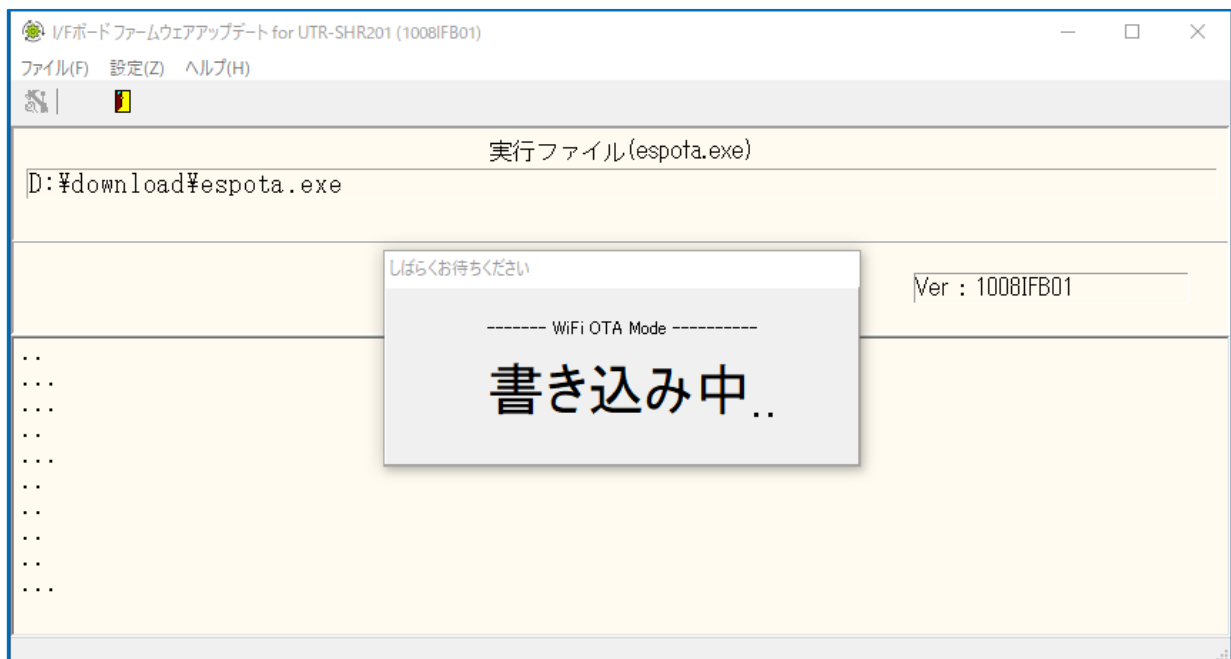 I/Fボード ファームウェアアップデート for UTR-SHR201 (1008IFB01)
ファイル(F) 設定(Z) ヘルプ(H)
実行ファイル(espota.exe)
D:¥download¥espota.exe
しばらくお待ちください
Ver : 1008IFB01
------- WiFi OTA Mode ----------
書き込み中..
..
...
...
..
...
..
..
..
..
...